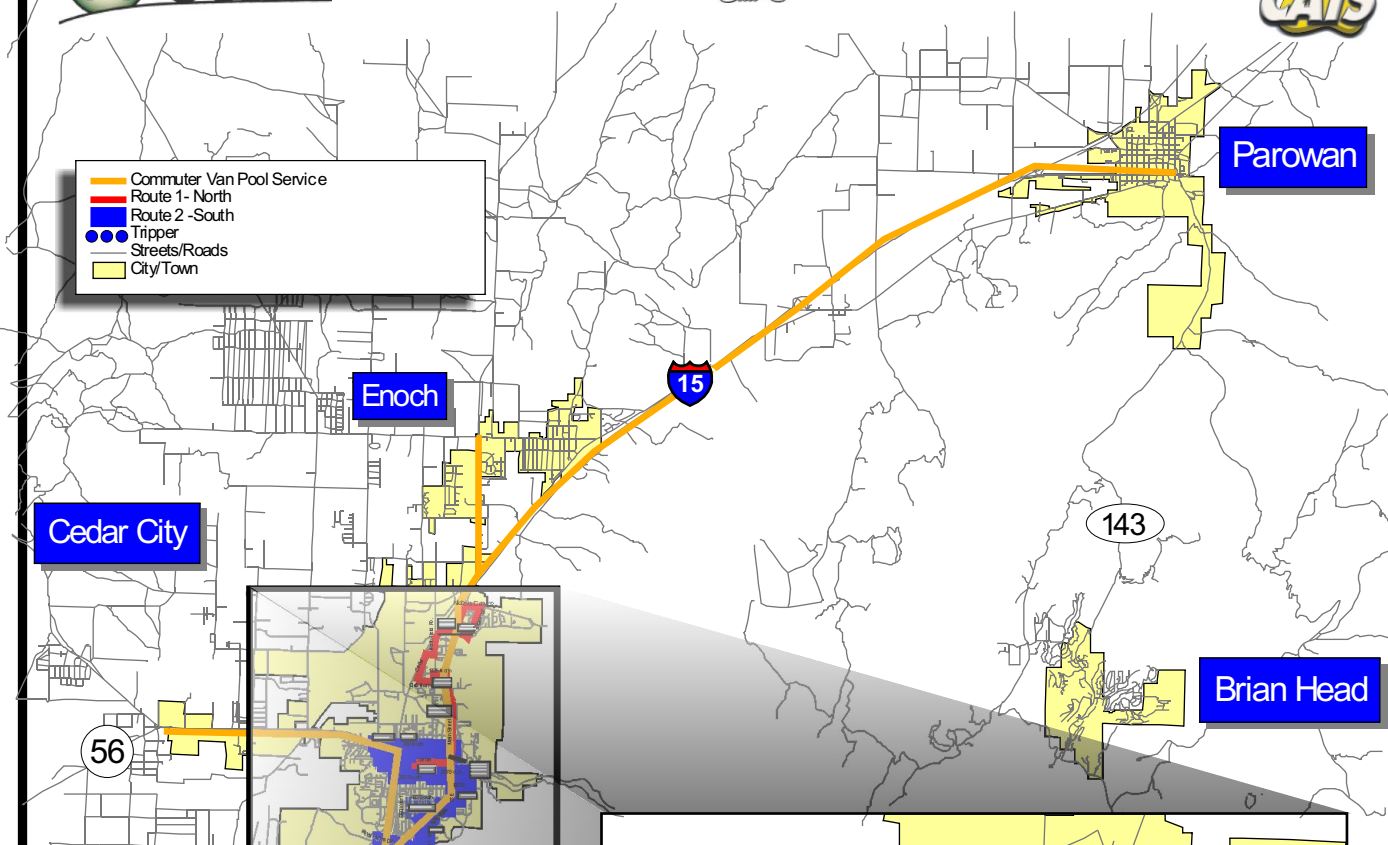 CATS
Parowan
Commuter Van Pool Service
Route 1- North
Route 2 -South
Tripper
Streets/Roads
City/Town
15
Enoch
Cedar City
143
Brian Head
56